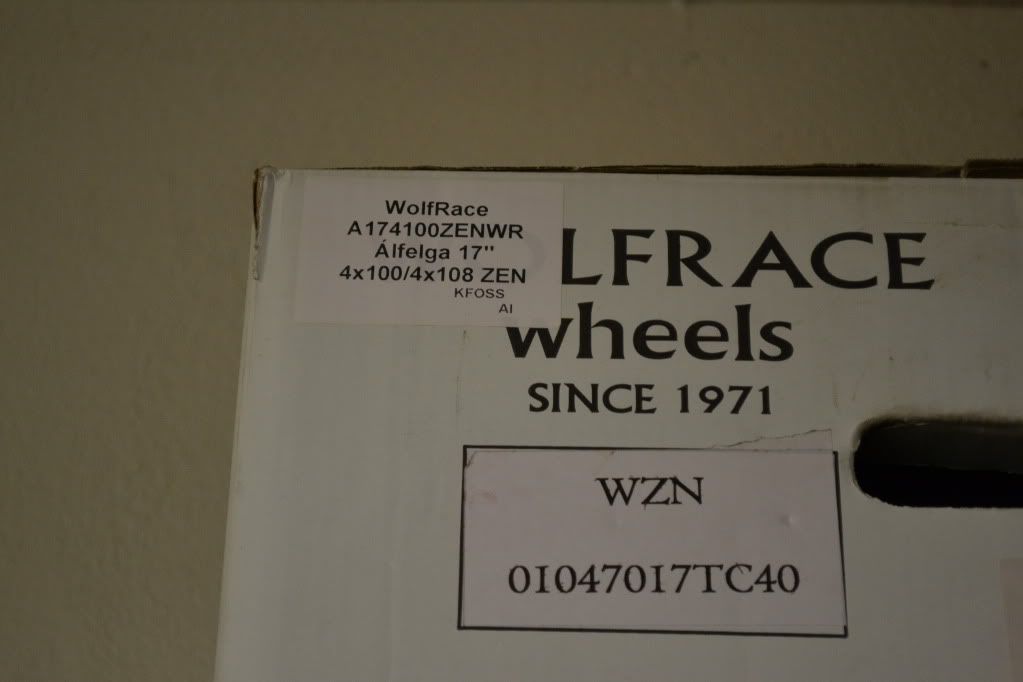 WolfRace
A174100ZENWR
Álfelga 17"
4x100/4x108 ZEN
KFOSS
AI
LFRACE
wheels
SINCE 1971
WZN
01047017TC40